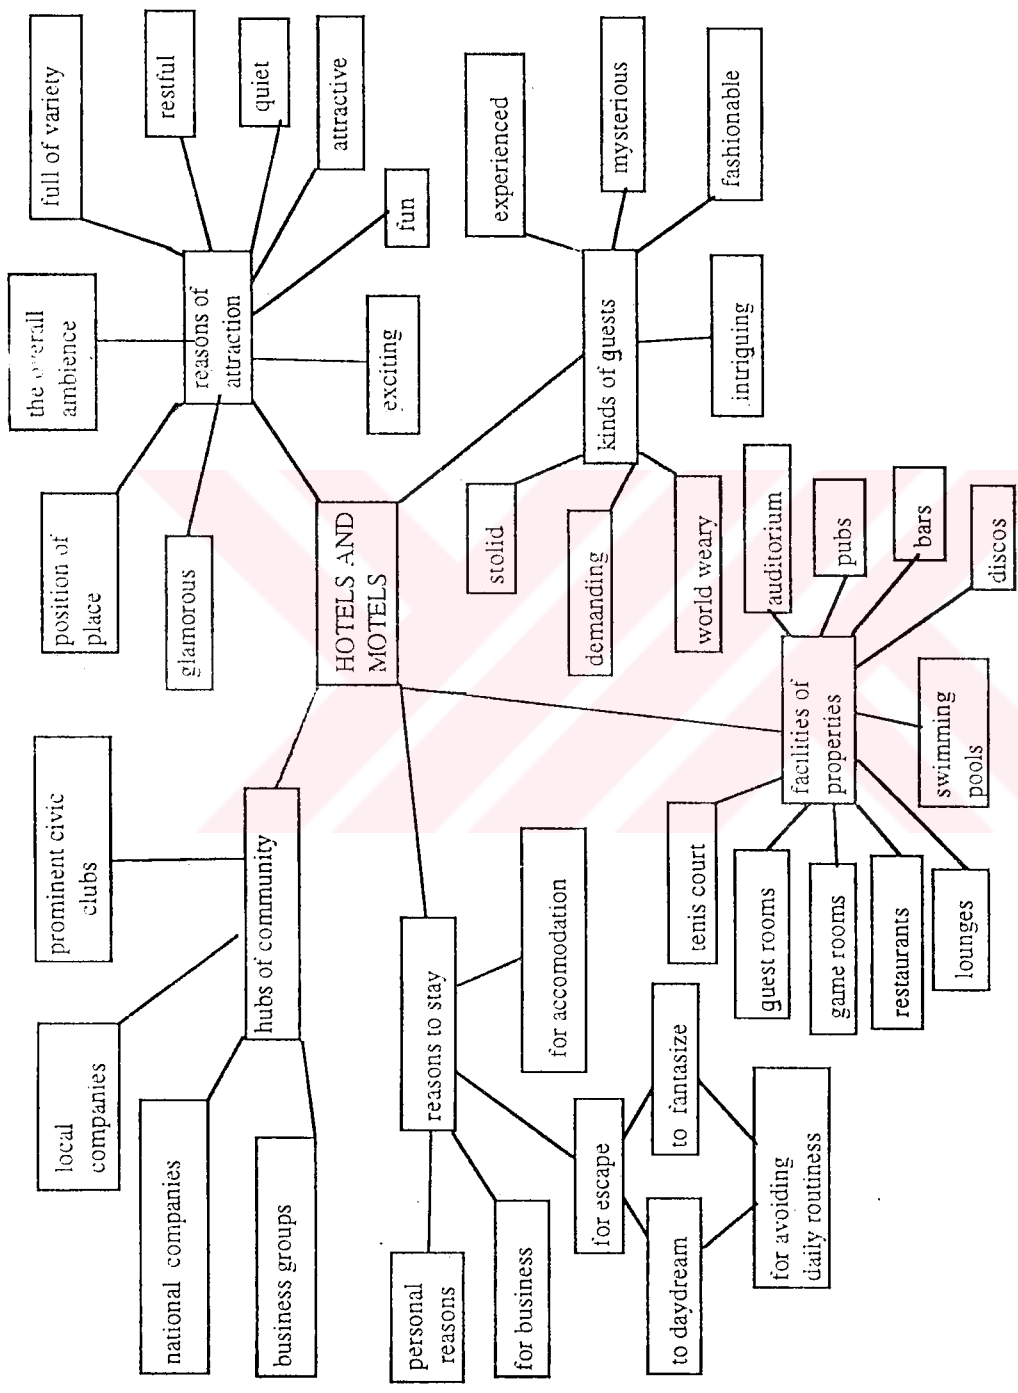 local
companies
prominent civic
clubs
position of
place
the overall
ambience
full of variety
national companies
glamorous
restful
business groups
hubs of community
reasons of
attraction
quiet
HOTELS AND
MOTELS
attractive
exciting
fun
personal
reasons
reasons to stay
for business
for accomodation
stolid
experienced
for escape
demanding
kinds of guests
mysterious
to daydream
to fantasize
tenis court
world weary
intriquing
fashionable
for avoiding
daily routiness
quest rooms
game rooms
restaurants
lounges
facilities of
properties
auditorium
pubs
bars
discos
swimming
pools